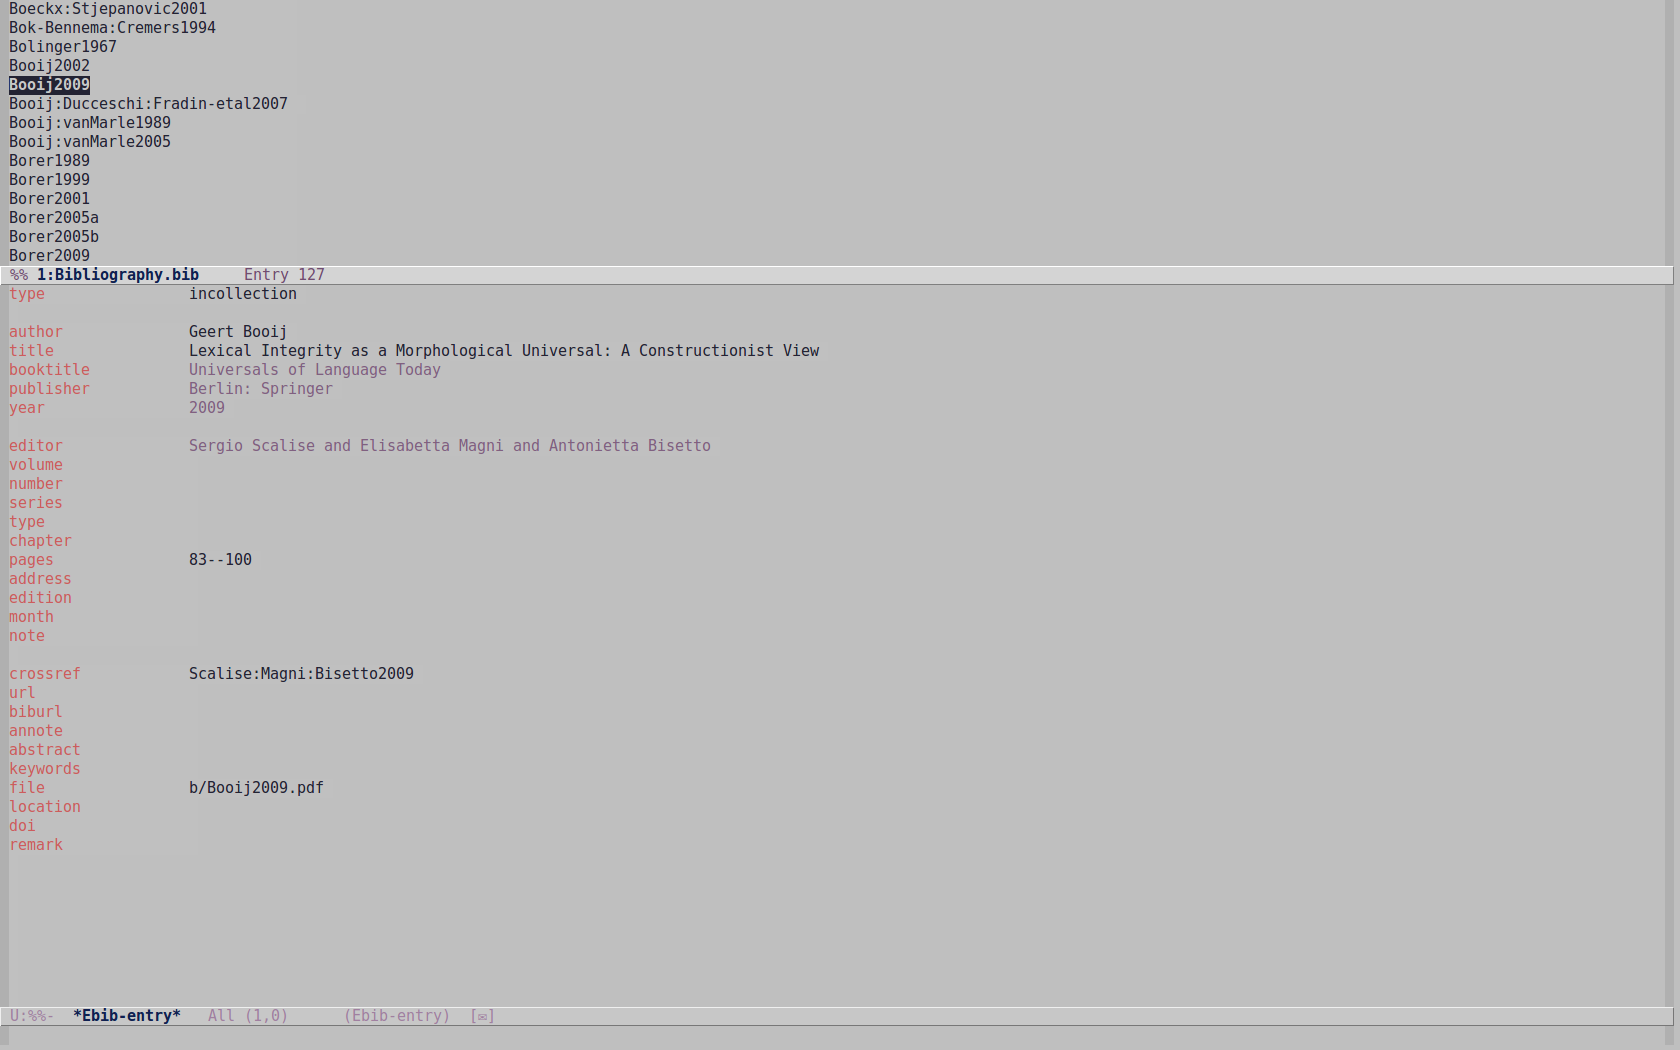 Boeckx:Stjepanovic2001
Bok-Bennema:Cremers1994
Bolinger1967
Booij2002
Booij2009
Booij:Ducceschi:Fradin-etal2007
Booij:vanMarle1989
Booij:vanMarle2005
Borer1989
Borer1999
Borer2001
Borer2005a
Borer2005b
Borer2009
%% 1:Bibliography.bib     Entry 127
type                incollection
author              Geert Booij
title               Lexical Integrity as a Morphological Universal: A Constructionist View
booktitle           Universals of Language Today
publisher           Berlin: Springer
year                2009
editor              Sergio Scalise and Elisabetta Magni and Antonietta Bisetto
volume
number
series
type
chapter
pages               83--100
address
edition
month
note
crossref            Scalise:Magni:Bisetto2009
url
biburl
annote
abstract
keywords
file                b/Booij2009.pdf
location
doi
remark
U:%%-  *Ebib-entry*   All (1,0)      (Ebib-entry)  [✉]